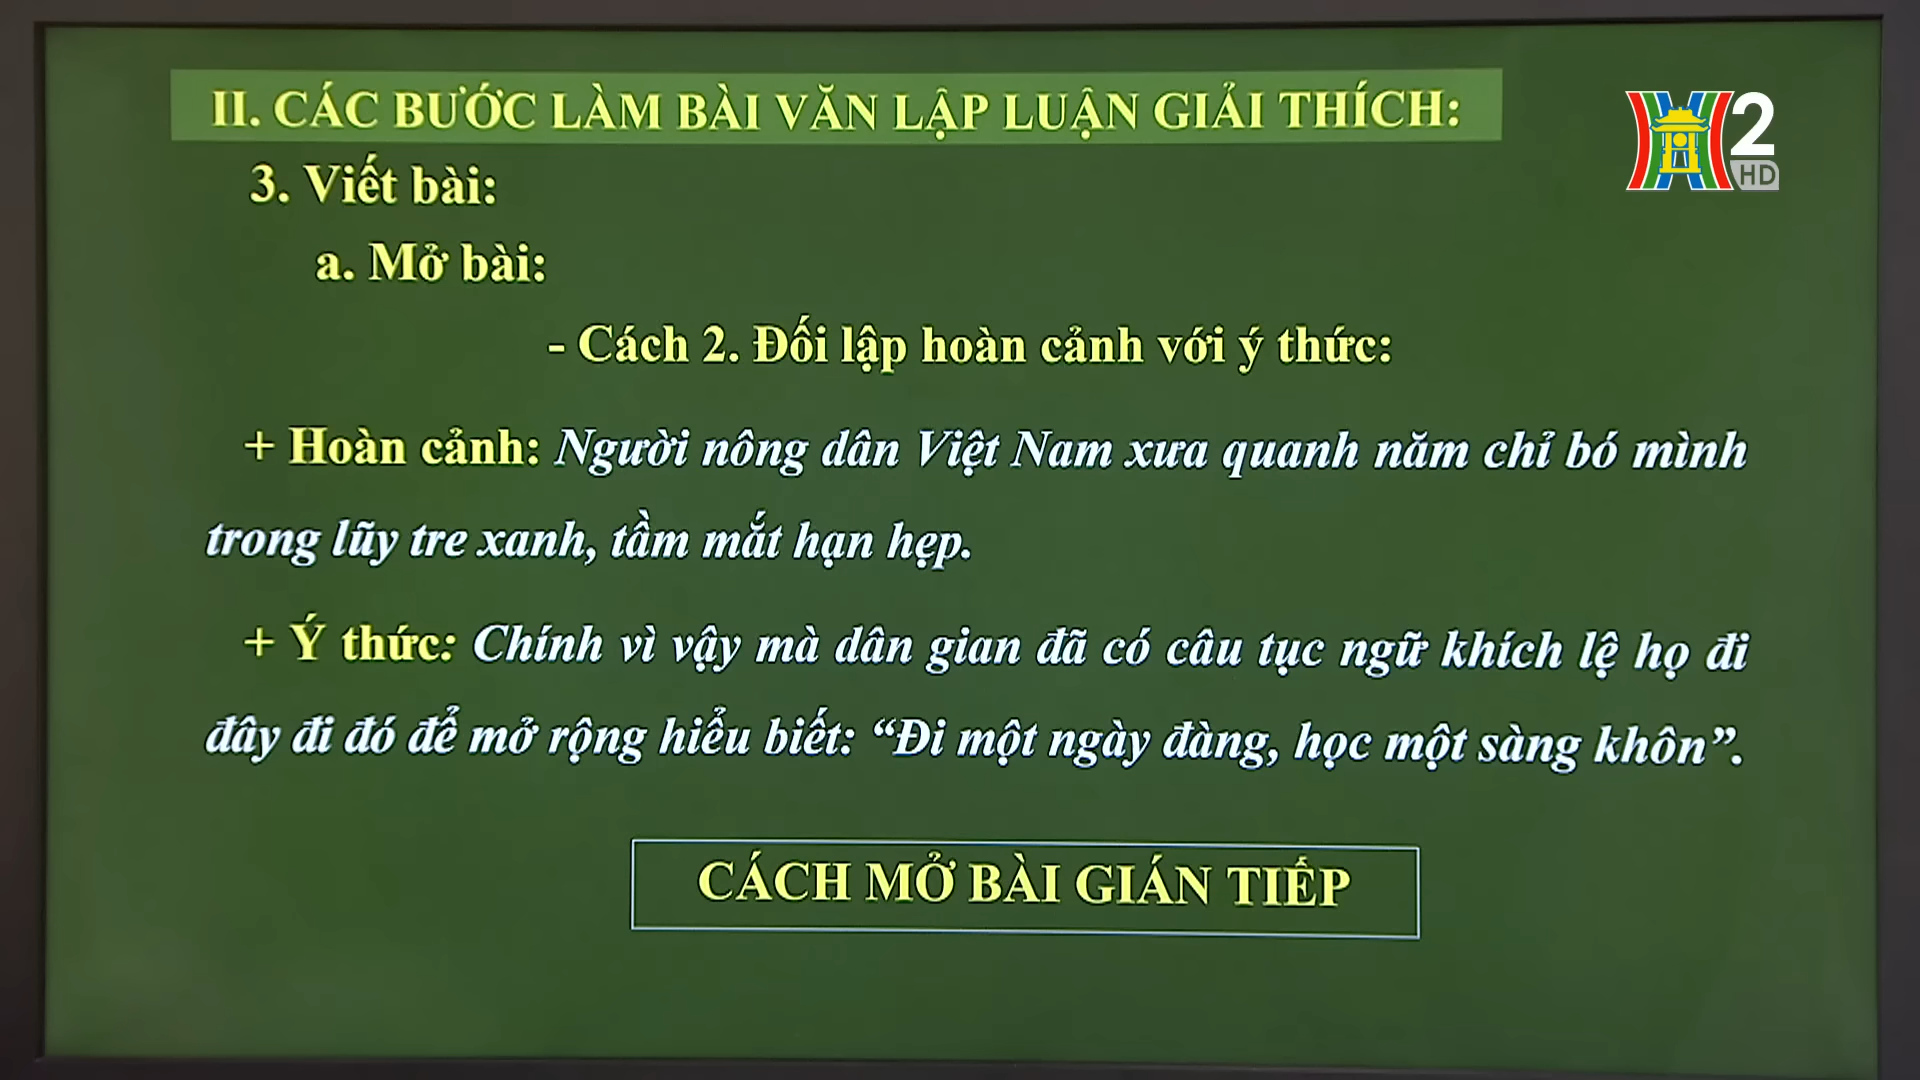 II. CÁC BƯỚC LÀM BÀI VĂN LẬP LUẬN GIẢI THÍCH:
2
HD
3. Viết bài:
a. Mở bài:
- Cách 2. Đối lập hoàn cảnh với ý thức:
+ Hoàn cảnh: Người nông dân Việt Nam xưa quanh năm chỉ bó mình
trong lũy tre xanh, tầm mắt hạn hẹp.
+ Ý thức: Chính vì vậy mà dân gian đã có câu tục ngữ khích lệ họ đi
đây đi đó để mở rộng hiểu biết: “Đi một ngày đàng, học một sàng khôn”.
CÁCH MỞ BÀI GIÁN TIẾP